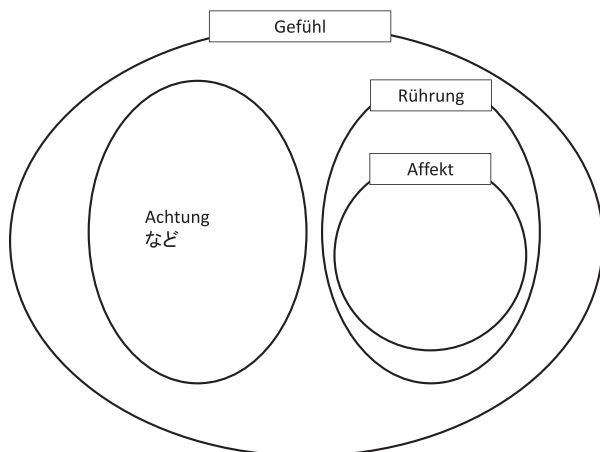 Gefühl
Rührung
Affekt
Achtung
など